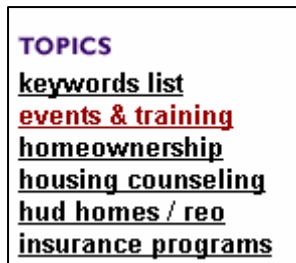 TOPICS
keywords list
events & training
homeownership
housing counseling
hud homes / reo
insurance programs